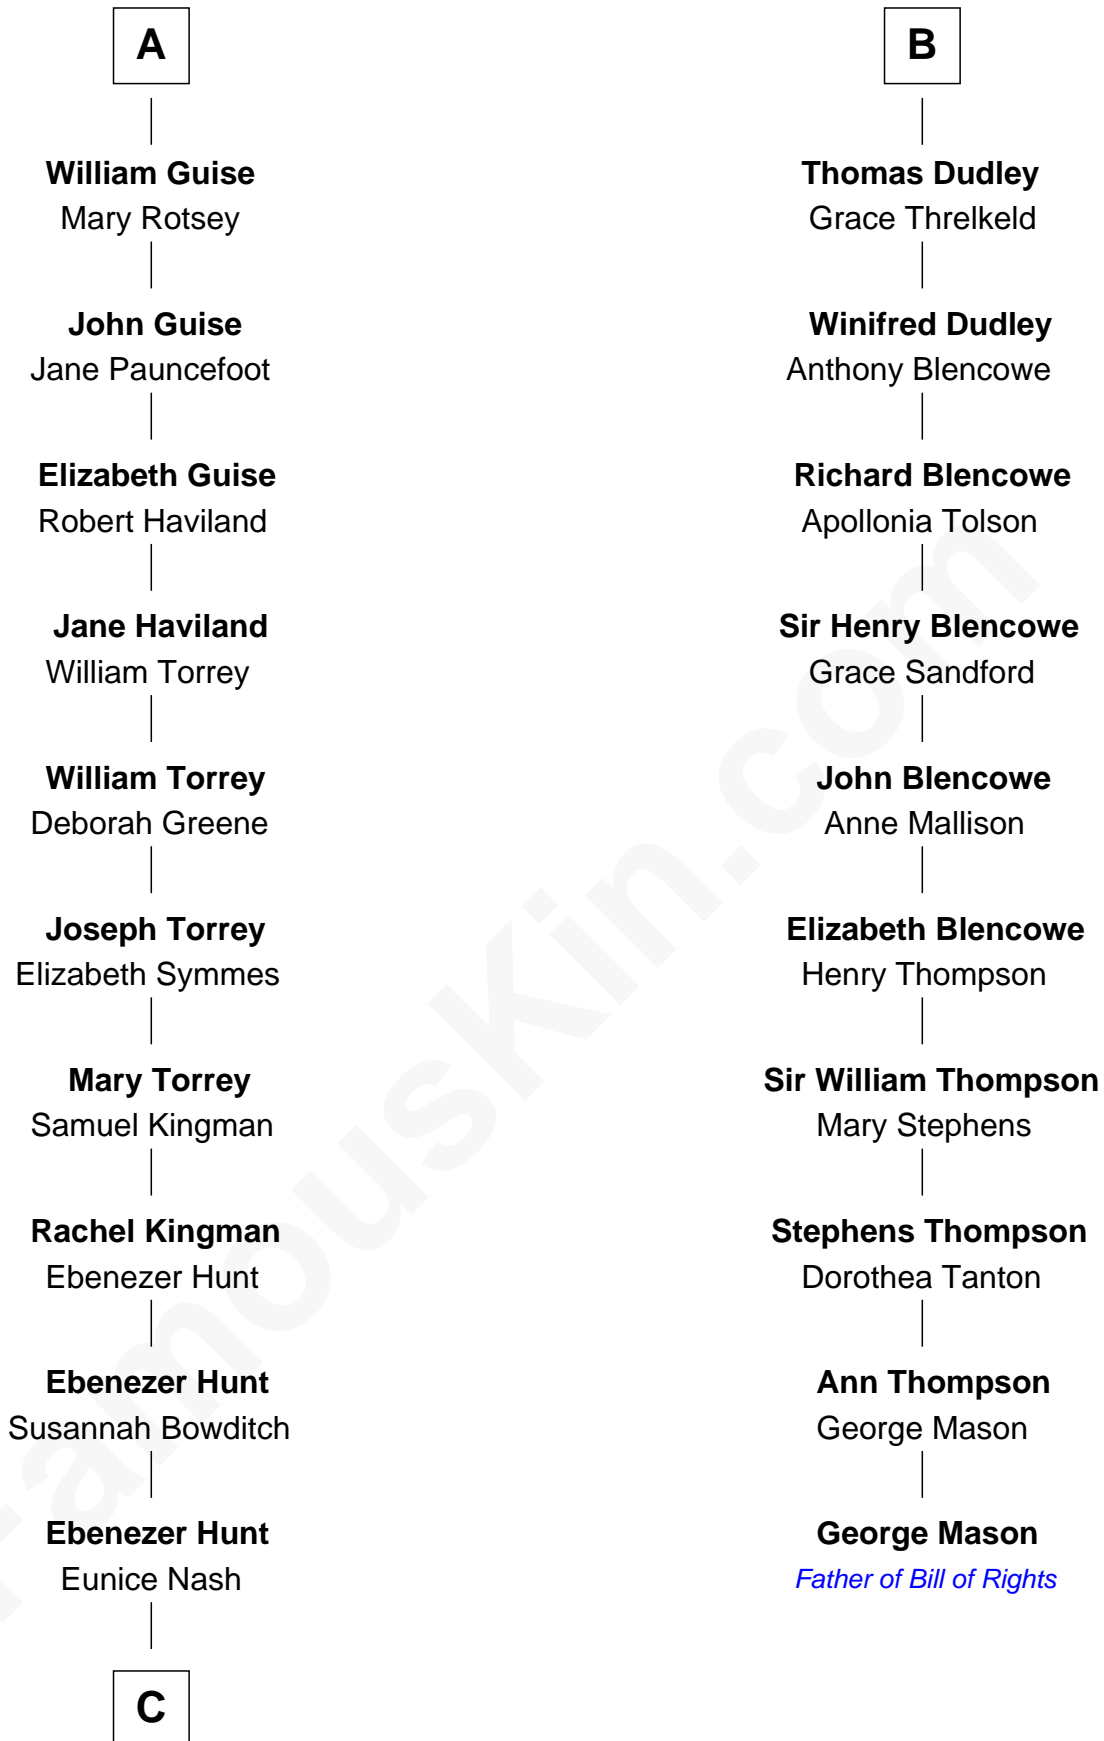 A
William Guise
Mary Rotsey
John Guise
Jane Pauncefoot
Elizabeth Guise
Robert Haviland
Jane Haviland
William Torrey
William Torrey
Deborah Greene
Joseph Torrey
Elizabeth Symmes
Mary Torrey
Samuel Kingman
Rachel Kingman
Ebenezer Hunt
Ebenezer Hunt
Susannah Bowditch
Ebenezer Hunt
Eunice Nash
C
B
Thomas Dudley
Grace Threlkeld
Winifred Dudley
Anthony Blencowe
Richard Blencowe
Apollonia Tolson
Sir Henry Blencowe
Grace Sandford
John Blencowe
Anne Mallison
Elizabeth Blencowe
Henry Thompson
Sir William Thompson
Mary Stephens
Stephens Thompson
Dorothea Tanton
Ann Thompson
George Mason
George Mason
Father of Bill of Rights
FamousKin.com